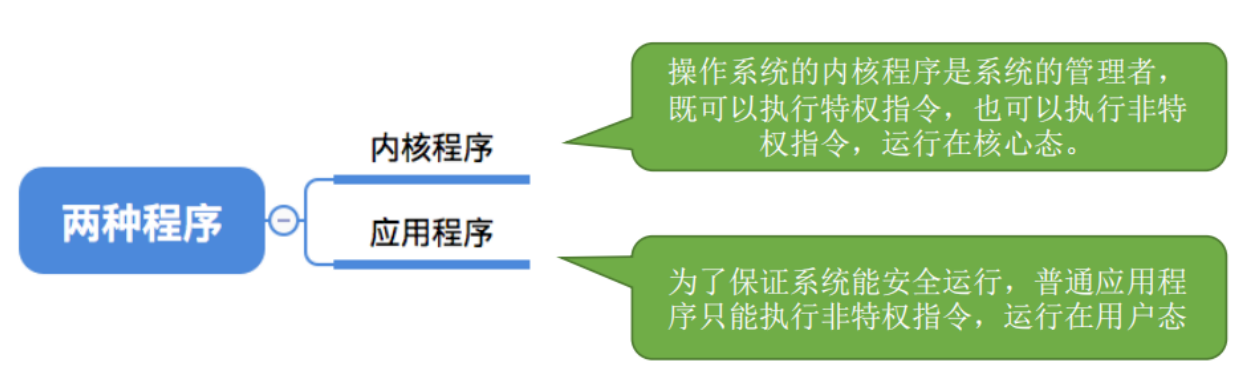 两种程序
内核程序
操作系统的内核程序是系统的管理者，
既可以执行特权指令，也可以执行非特
权指令，运行在核心态。
应用程序
为了保证系统能安全运行，普通应用程
序只能执行非特权指令，运行在用户态